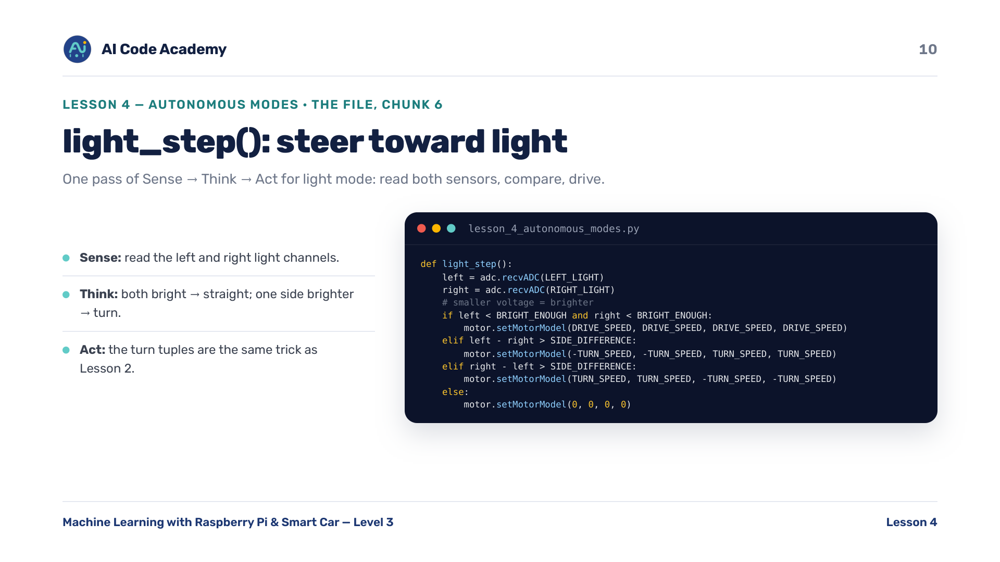 AI Code Academy
10
LESSON 4 — AUTONOMOUS MODES • THE FILE, CHUNK 6
light_step(): steer toward light
One pass of Sense → Think → Act for light mode: read both sensors, compare, drive.
Sense: read the left and right light channels.
Think: both bright → straight; one side brighter
→ turn.
Act: the turn tuples are the same trick as
Lesson 2.
lesson_4_autonomous_modes.py
def light_step():
    left = adc.recvADC(LEFT_LIGHT)
    right = adc.recvADC(RIGHT_LIGHT)
    # smaller voltage = brighter
    if left < BRIGHT_ENOUGH and right < BRIGHT_ENOUGH:
        motor.setMotorModel(DRIVE_SPEED, DRIVE_SPEED, DRIVE_SPEED, DRIVE_SPEED)
    elif left - right > SIDE_DIFFERENCE:
        motor.setMotorModel(-TURN_SPEED, -TURN_SPEED, TURN_SPEED, TURN_SPEED)
    elif right - left > SIDE_DIFFERENCE:
        motor.setMotorModel(TURN_SPEED, TURN_SPEED, -TURN_SPEED, -TURN_SPEED)
    else:
        motor.setMotorModel(0, 0, 0, 0)
Machine Learning with Raspberry Pi & Smart Car — Level 3
Lesson 4